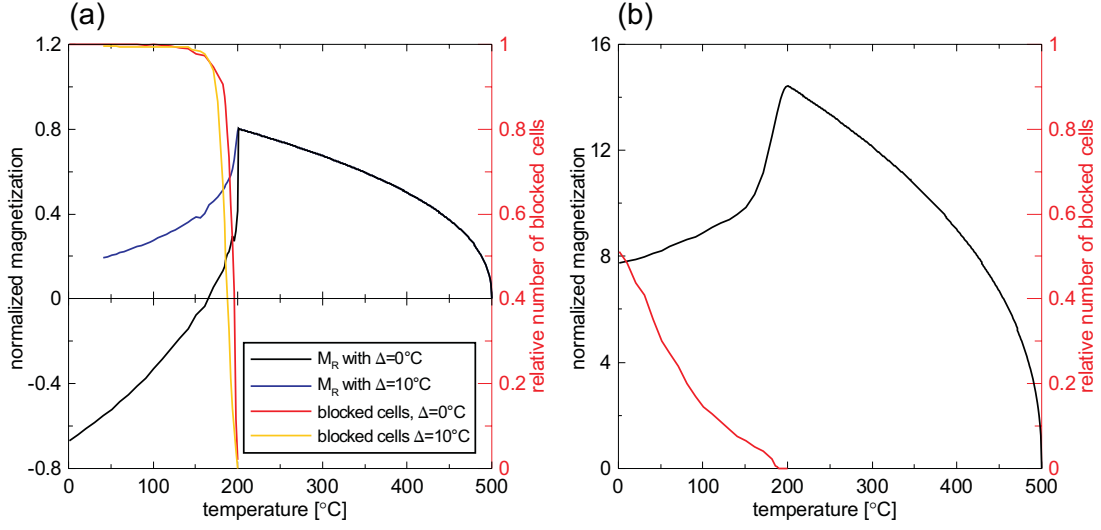 (a)
(b)
1.2
0.8
0.4
0
-0.4
-0.8
normalized magnetization
1
0.8
0.6
0.4
0.2
0
relative number of blocked cells
0 100 200 300 400 500
temperature [°C]
M_R with Δ=0°C
M_R with Δ=10°C
blocked cells, Δ=0°C
blocked cells Δ=10°C
16
12
8
4
0
normalized magnetization
1
0.8
0.6
0.4
0.2
0
relative number of blocked cells
0 100 200 300 400 500
temperature [°C]